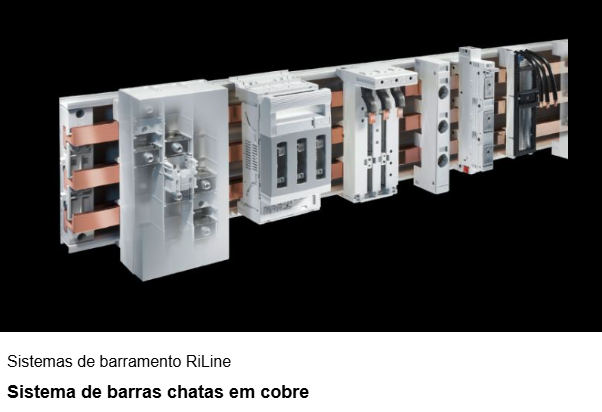 Sistemas de barramento RiLine
Sistema de barras chatas em cobre